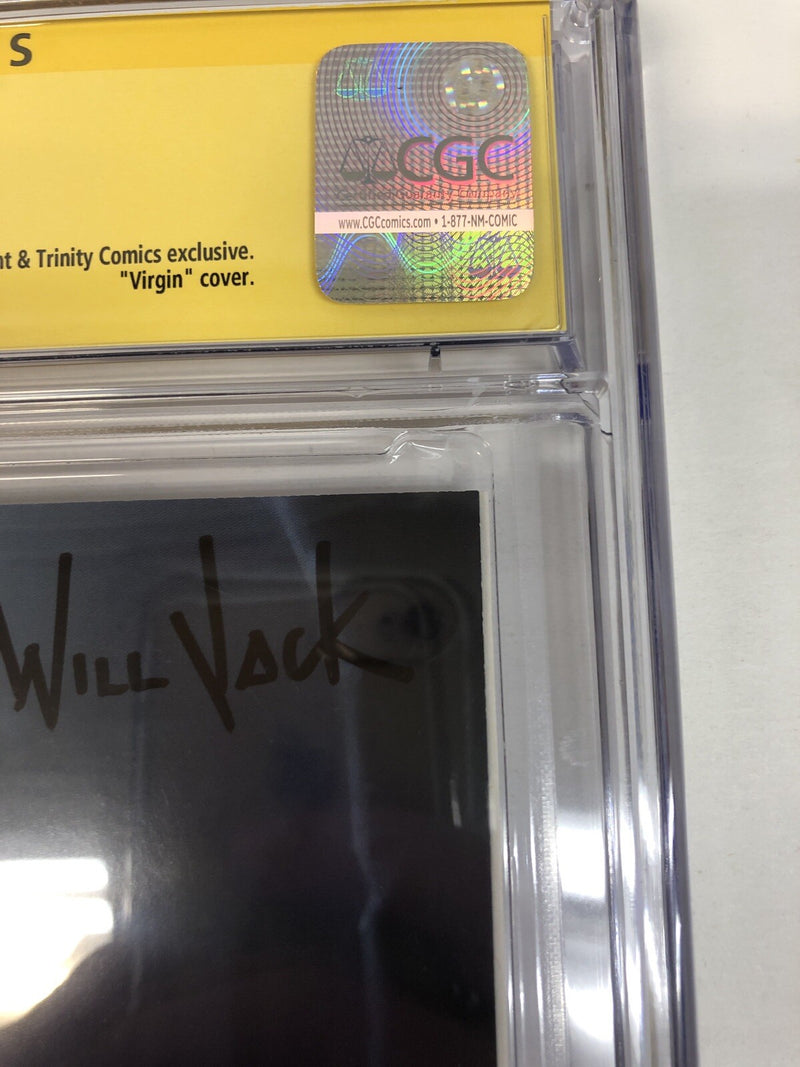 S
CGC
www.CGCcomics.com • 1-877-NM-COMIC
& Trinity Comics exclusive.
"Virgin" cover.
WILL JACK